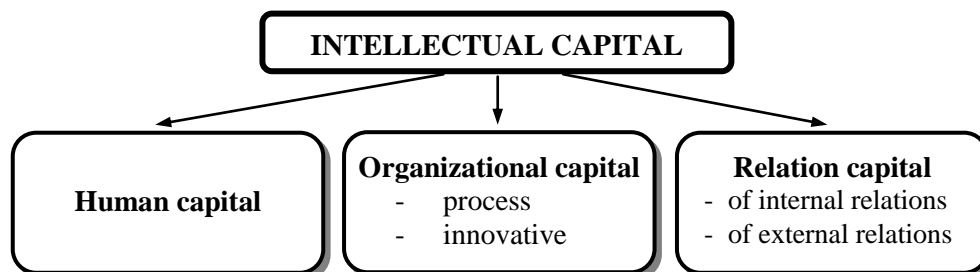 INTELLECTUAL CAPITAL
Human capital
Organizational capital
- process
- innovative
Relation capital
- of internal relations
- of external relations